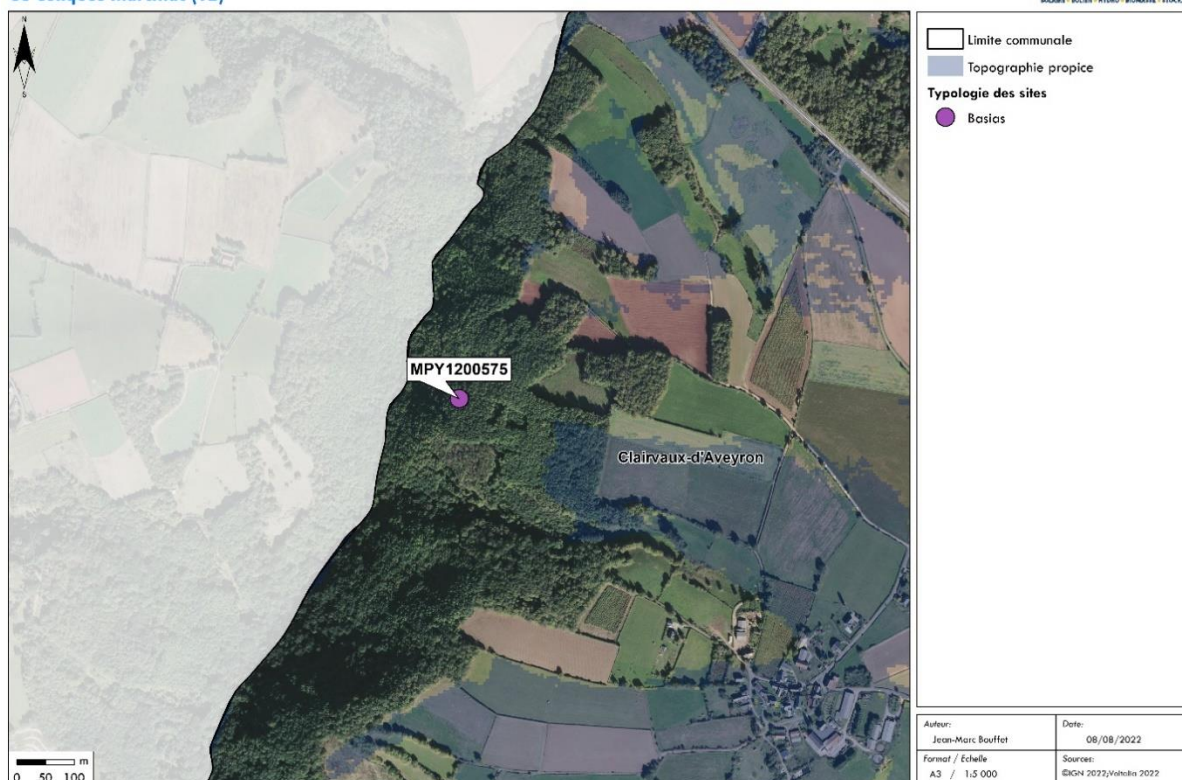 N
S
MPY1200575
Clairvaux-d'Aveyron
m
0 50 100
Limite communale
Topographie propice
Typologie des sites
Basias
Auteur:
Jean-Marc Bouffet
Date:
08/08/2022
Format / Echelle
A3 / 1:5 000
Sources:
©IGN 2022;Voltalia 2022